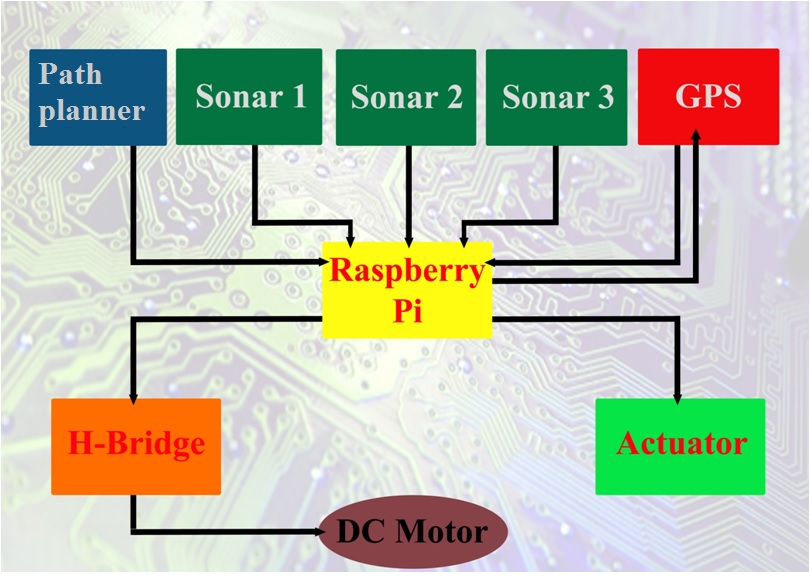 Path
planner
Sonar 1
Sonar 2
Sonar 3
GPS
Raspberry
Pi
H-Bridge
Actuator
DC Motor